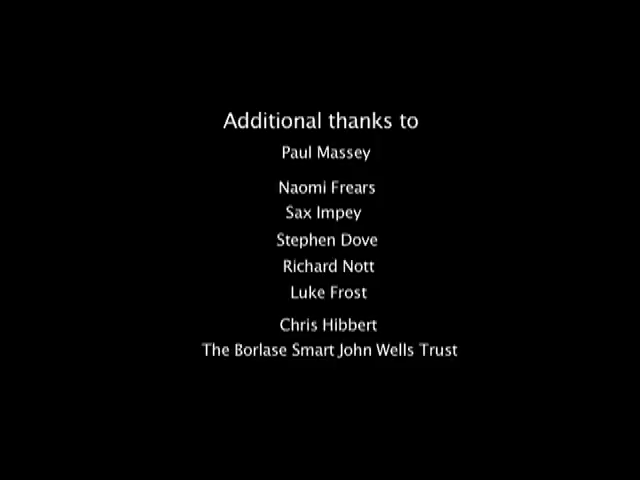 Additional thanks to
Paul Massey
Naomi Frears
Sax Impey
Stephen Dove
Richard Nott
Luke Frost
Chris Hibbert
The Borlase Smart John Wells Trust